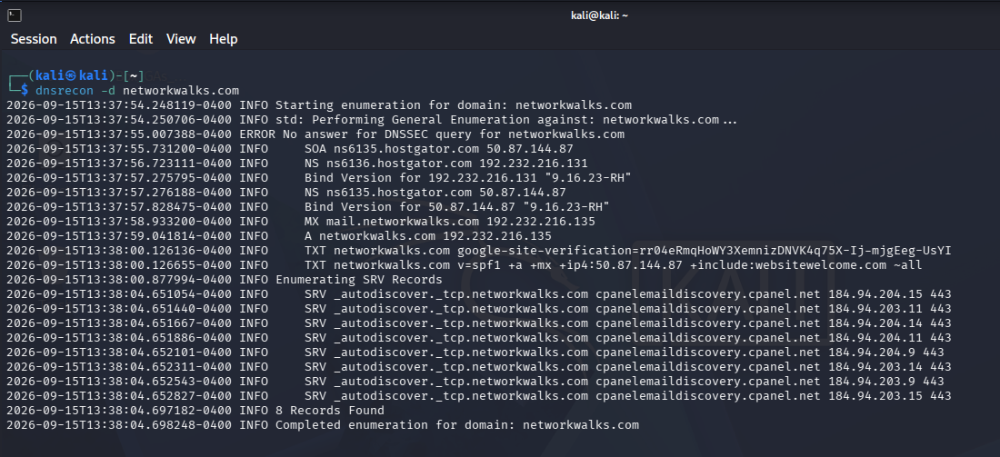 kali@kali: ~
Session Actions Edit View Help
┌──(kali㉿kali)-[~]
└─$ dnsrecon -d networkwalks.com
2026-09-15T13:37:54.248119-0400 INFO Starting enumeration for domain: networkwalks.com
2026-09-15T13:37:54.250706-0400 INFO std: Performing General Enumeration against: networkwalks.com...
2026-09-15T13:37:55.007388-0400 ERROR No answer for DNSSEC query for networkwalks.com
2026-09-15T13:37:55.731200-0400 INFO     SOA ns6135.hostgator.com 50.87.144.87
2026-09-15T13:37:56.723111-0400 INFO     NS ns6136.hostgator.com 192.232.216.131
2026-09-15T13:37:57.275795-0400 INFO     Bind Version for 192.232.216.131 "9.16.23-RH"
2026-09-15T13:37:57.276188-0400 INFO     NS ns6135.hostgator.com 50.87.144.87
2026-09-15T13:37:57.828475-0400 INFO     Bind Version for 50.87.144.87 "9.16.23-RH"
2026-09-15T13:37:58.933200-0400 INFO     MX mail.networkwalks.com 192.232.216.135
2026-09-15T13:37:59.041814-0400 INFO     A networkwalks.com 192.232.216.135
2026-09-15T13:38:00.126136-0400 INFO     TXT networkwalks.com google-site-verification=rr04eRmqHoWY3XemnizDNVK4q75X-Ij-mjgEeg-UsYI
2026-09-15T13:38:00.126655-0400 INFO     TXT networkwalks.com v=spf1 +a +mx +ip4:50.87.144.87 +include:websitewelcome.com ~all
2026-09-15T13:38:00.877994-0400 INFO Enumerating SRV Records
2026-09-15T13:38:04.651054-0400 INFO     SRV _autodiscover._tcp.networkwalks.com cpanelemaildiscovery.cpanel.net 184.94.204.15 443
2026-09-15T13:38:04.651440-0400 INFO     SRV _autodiscover._tcp.networkwalks.com cpanelemaildiscovery.cpanel.net 184.94.203.11 443
2026-09-15T13:38:04.651667-0400 INFO     SRV _autodiscover._tcp.networkwalks.com cpanelemaildiscovery.cpanel.net 184.94.204.14 443
2026-09-15T13:38:04.651886-0400 INFO     SRV _autodiscover._tcp.networkwalks.com cpanelemaildiscovery.cpanel.net 184.94.204.11 443
2026-09-15T13:38:04.652101-0400 INFO     SRV _autodiscover._tcp.networkwalks.com cpanelemaildiscovery.cpanel.net 184.94.204.9 443
2026-09-15T13:38:04.652311-0400 INFO     SRV _autodiscover._tcp.networkwalks.com cpanelemaildiscovery.cpanel.net 184.94.203.14 443
2026-09-15T13:38:04.652543-0400 INFO     SRV _autodiscover._tcp.networkwalks.com cpanelemaildiscovery.cpanel.net 184.94.203.9 443
2026-09-15T13:38:04.652827-0400 INFO     SRV _autodiscover._tcp.networkwalks.com cpanelemaildiscovery.cpanel.net 184.94.203.15 443
2026-09-15T13:38:04.697182-0400 INFO 8 Records Found
2026-09-15T13:38:04.698248-0400 INFO Completed enumeration for domain: networkwalks.com